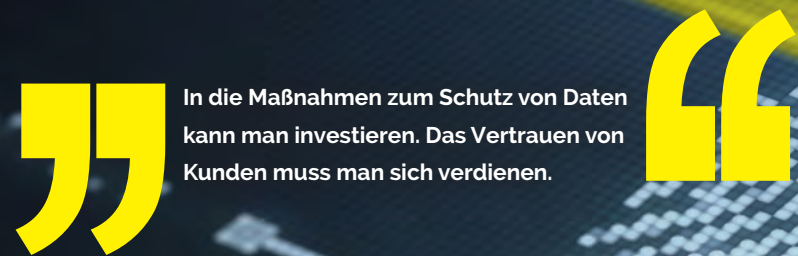 „In die Maßnahmen zum Schutz von Daten
kann man investieren. Das Vertrauen von
Kunden muss man sich verdienen.“